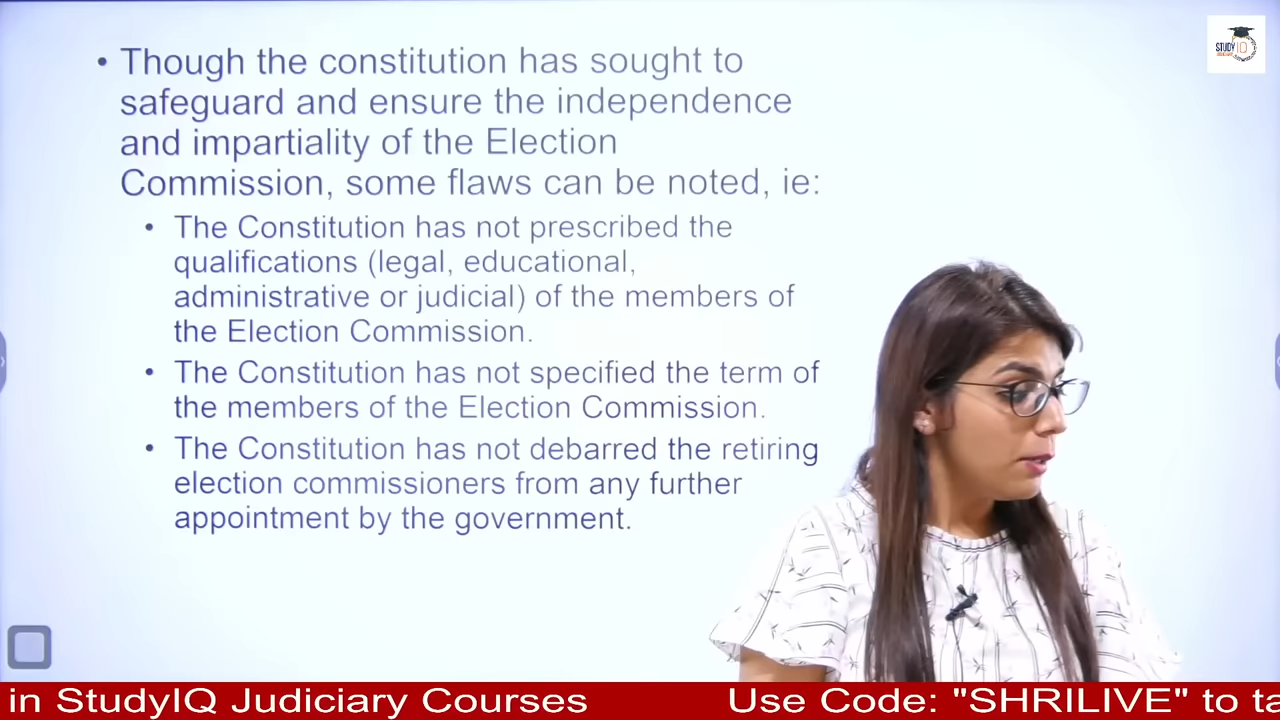 • Though the constitution has sought to
safeguard and ensure the independence
and impartiality of the Election
Commission, some flaws can be noted, ie:
• The Constitution has not prescribed the
qualifications (legal, educational,
administrative or judicial) of the members of
the Election Commission.
• The Constitution has not specified the term of
the members of the Election Commission.
• The Constitution has not debarred the retiring
election commissioners from any further
appointment by the government.
STUDY IQ
in StudyIQ Judiciary Courses
Use Code: "SHRILIVE" to ta